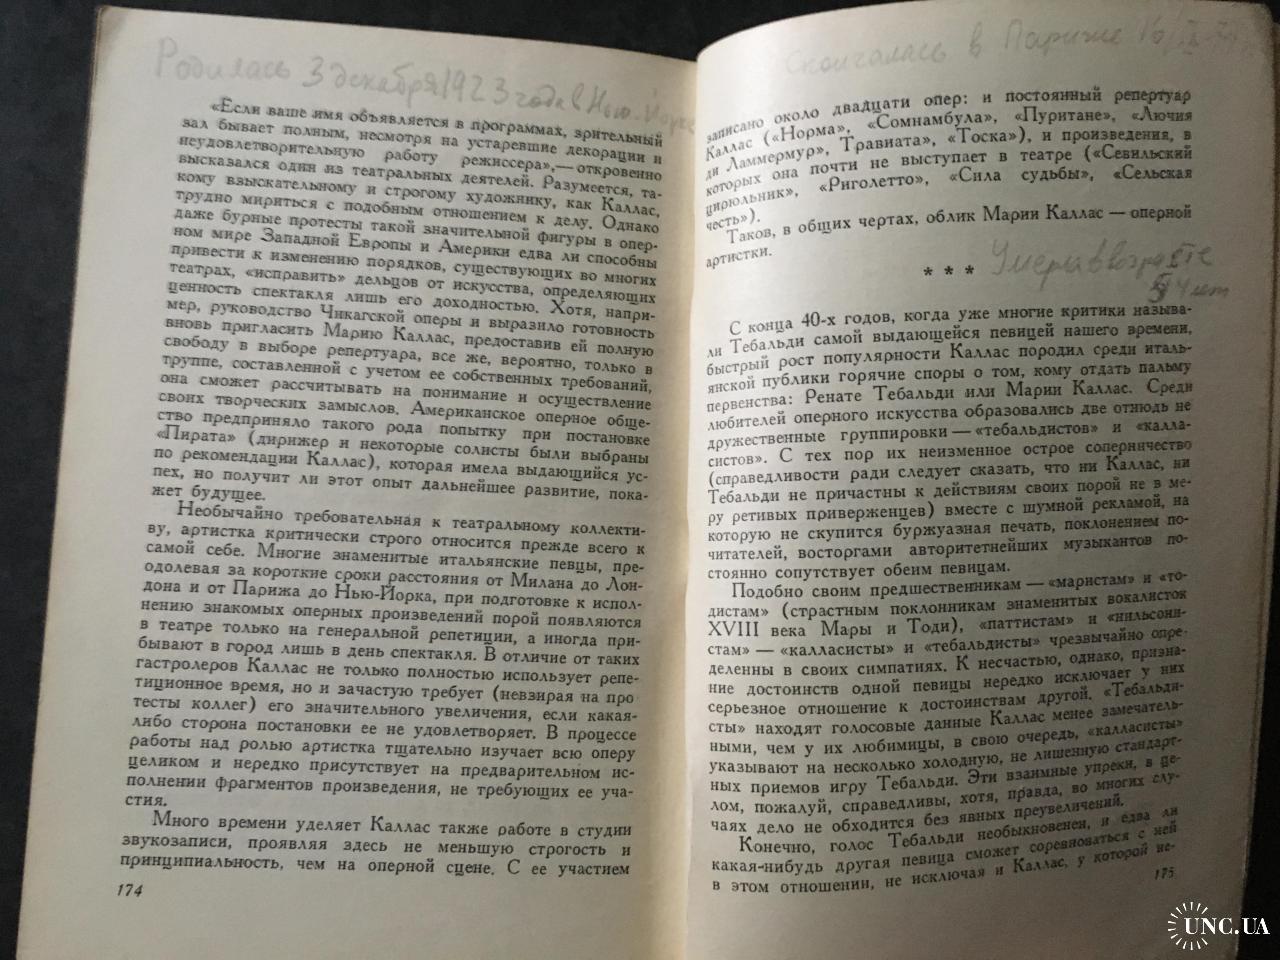 Родилась 3 декабря 1923 года в Нью-Йорке
«Если ваше имя объявляется в программах, зрительный
зал бывает полным, несмотря на устаревшие декорации и
неудовлетворительную работу режиссера»,— откровенно
высказался один из театральных деятелей. Разумеется, та-
кому взыскательному и строгому художнику, как Каллас,
трудно мириться с подобным отношением к делу. Однако
даже бурные протесты такой значительной фигуры в опер-
ном мире Западной Европы и Америки едва ли способны
привести к изменению порядков, существующих во многих
театрах, «исправить» дельцов от искусства, определяющих
ценность спектакля лишь его доходностью. Хотя, напри-
мер, руководство Чикагской оперы и выразило готовность
вновь пригласить Марию Каллас, предоставив ей полную
свободу в выборе репертуара, все же, вероятно, только в
труппе, составленной с учетом ее собственных требований,
она сможет рассчитывать на понимание и осуществление
своих творческих замыслов. Американское оперное обще-
ство предприняло такого рода попытку при постановке
«Пирата» (дирижер и некоторые солисты были выбраны
по рекомендации Каллас), которая имела выдающийся ус-
пех, но получит ли этот опыт дальнейшее развитие, пока-
жет будущее.
Необычайно требовательная к театральному коллекти-
ву, артистка критически строго относится прежде всего к
самой себе. Многие знаменитые итальянские певцы, пре-
одолевая за короткие сроки расстояния от Милана до Лон-
дона и от Парижа до Нью-Йорка, при подготовке к испол-
нению знакомых оперных произведений порой появляются
в театре только на генеральной репетиции, а иногда при-
бывают в город лишь в день спектакля. В отличие от таких
гастролеров Каллас не только полностью использует репе-
тиционное время, но и зачастую требует (невзирая на про
тесты коллег) его значительного увеличения, если какая-
либо сторона постановки ее не удовлетворяет. В процессе
работы над ролью артистка тщательно изучает всю оперу
целиком и нередко присутствует на предварительном ис-
полнении фрагментов произведения, не требующих ее уча-
стия.
Много времени уделяет Каллас также работе в студии
звукозаписи, проявляя здесь не меньшую строгость и
принципиальность, чем на оперной сцене. С ее участием
174
Скончалась в Париже 16/
записано около двадцати опер: и постоянный репертуар
Каллас («Норма», «Сомнамбула», «Пуритане», «Лючия
ди Ламмермур», Травиата», «Тоска»), и произведения, в
которых она почти не выступает в театре («Севильский
цирюльник», «Риголетто», «Сила судьбы», «Сельская
честь»).
Таков, в общих чертах, облик Марии Каллас — оперной
артистки.
* * *
Умерла в возрасте
54 лет
С конца 40-х годов, когда уже многие критики называ-
ли Тебальди самой выдающейся певицей нашего времени,
быстрый рост популярности Каллас породил среди италь-
янской публики горячие споры о том, кому отдать пальму
первенства: Ренате Тебальди или Марии Каллас. Среди
любителей оперного искусства образовались две отнюдь не
дружественные группировки — «тебальдистов» и «калла-
систов». С тех пор их неизменное острое соперничество
(справедливости ради следует сказать, что ни Каллас, ни
Тебальди не причастны к действиям своих порой не в ме-
ру ретивых приверженцев) вместе с шумной рекламой, на
которую не скупится буржуазная печать, поклонением по-
читателей, восторгами авторитетнейших музыкантов по-
стоянно сопутствует обеим певицам.
Подобно своим предшественникам — «маристам» и «то-
дистам» (страстным поклонникам знаменитых вокалисток
XVIII века Мары и Тоди), «паттистам» и «нильсони-
стам» — «калласисты» и «тебальдисты» чрезвычайно опре-
деленны в своих симпатиях. К несчастью, однако, призна-
ние достоинств одной певицы нередко исключает у них
серьезное отношение к достоинствам другой. «Тебальди-
сты» находят голосовые данные Каллас менее замечатель-
ными, чем у их любимицы, в свою очередь, «калласисты»
указывают на несколько холодную, не лишенную стандарт-
ных приемов игру Тебальди. Эти взаимные упреки, в це-
лом, пожалуй, справедливы, хотя, правда, во многих слу-
чаях дело не обходится без явных преувеличений.
Конечно, голос Тебальди необыкновенен, и едва ли
какая-нибудь другая певица сможет соревноваться с ней
в этом отношении, не исключая и Каллас, у которой не-
175
UNC.UA